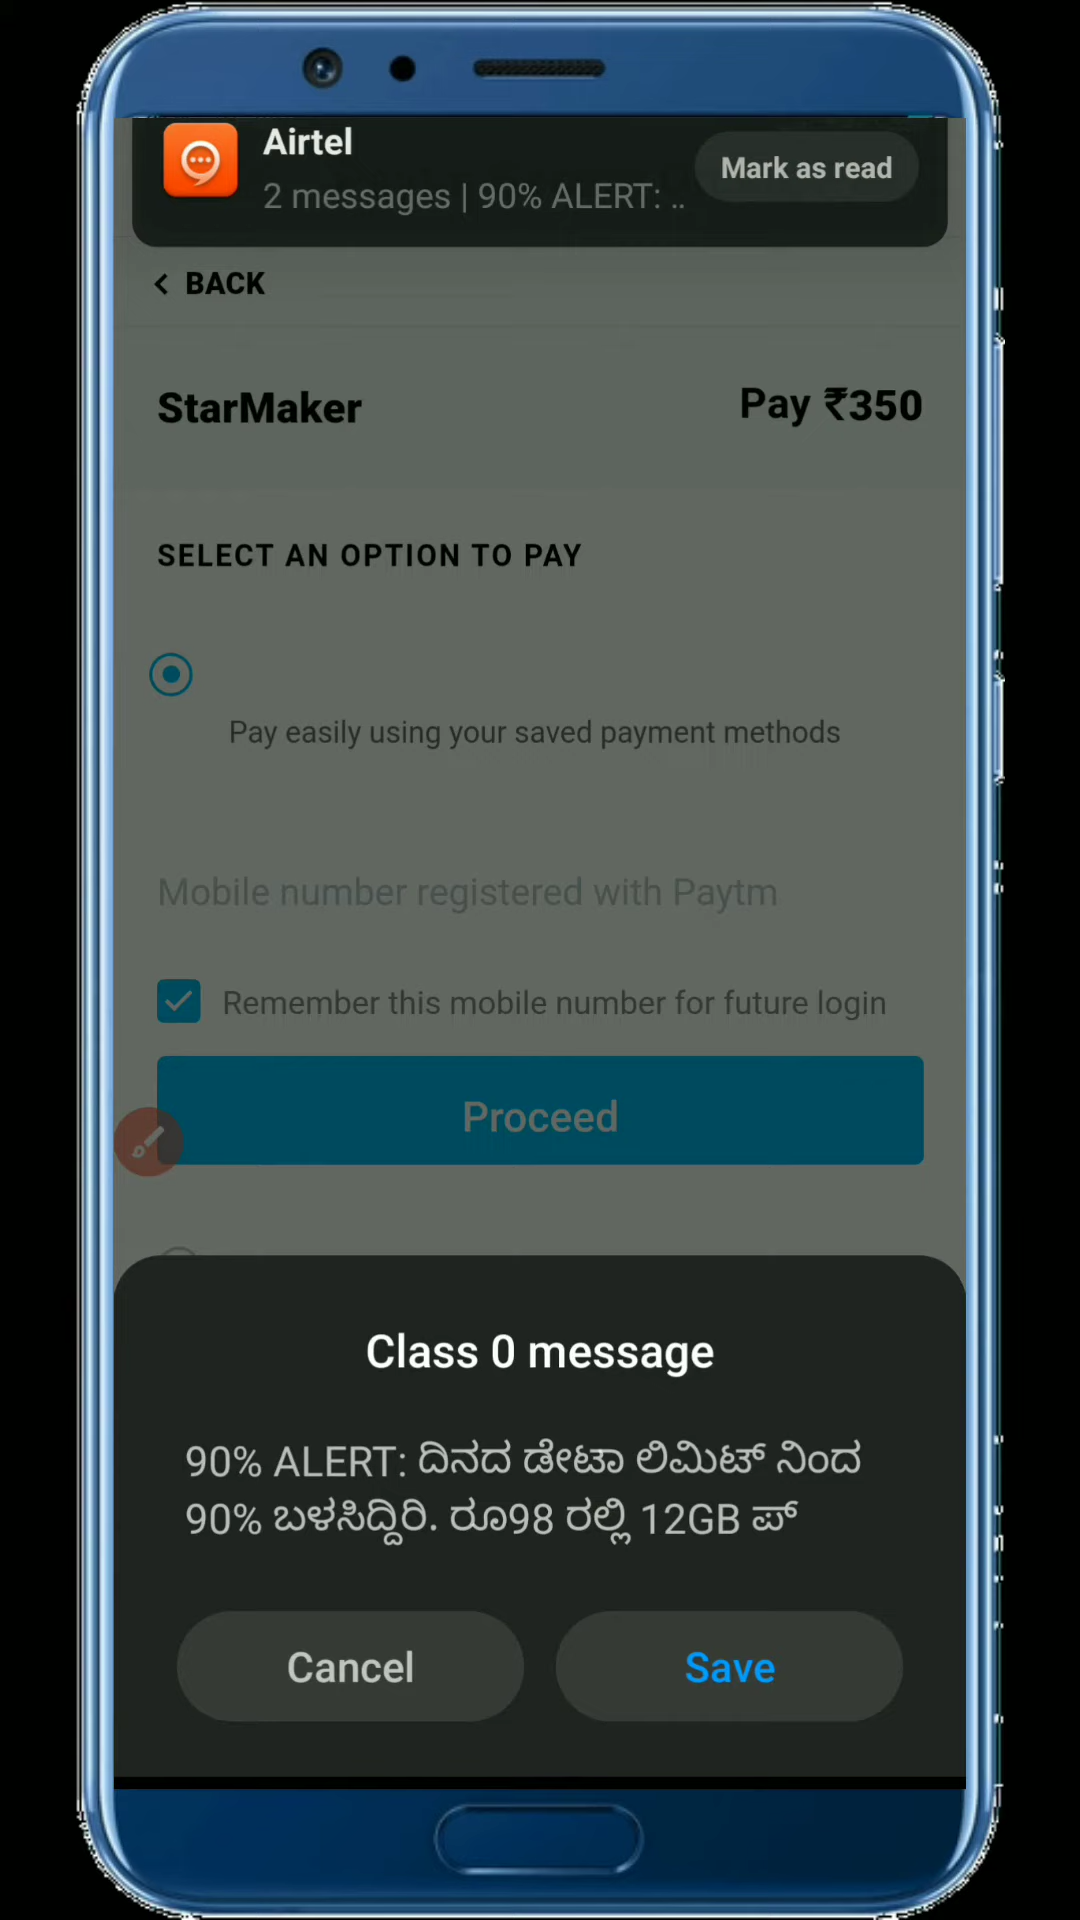 Airtel
Mark as read
2 messages | 90% ALERT: ..
BACK
StarMaker
Pay ₹350
SELECT AN OPTION TO PAY
Pay easily using your saved payment methods
Mobile number registered with Paytm
Remember this mobile number for future login
Proceed
Class 0 message
90% ALERT: ದಿನದ ಡೇಟಾ ಲಿಮಿಟ್ ನಿಂದ
90% ಬಳಸಿದ್ದಿರಿ. ರೂ98 ರಲ್ಲಿ 12GB ಪ್
Cancel
Save